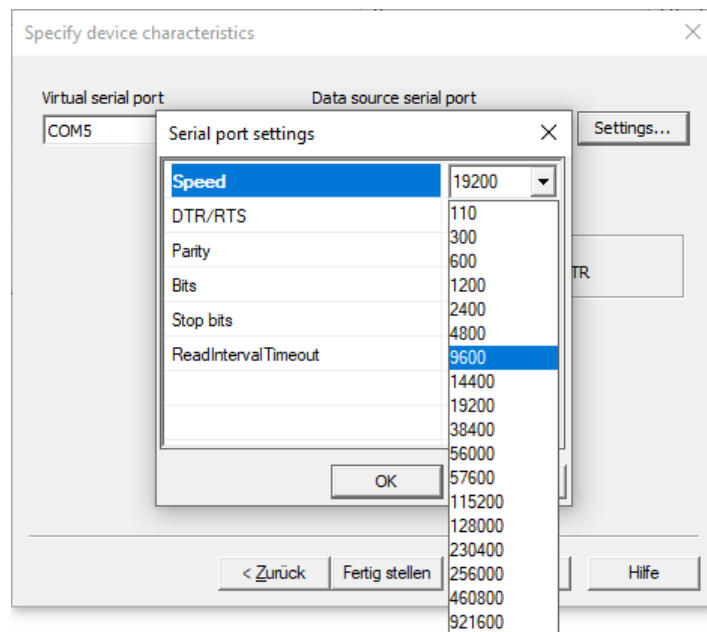 Specify device characteristics
Virtual serial port
Data source serial port
COM5
Settings...
Serial port settings
Speed
19200
DTR/RTS
Parity
Bits
Stop bits
ReadIntervalTimeout
110
300
600
1200
2400
4800
9600
14400
19200
38400
56000
57600
115200
128000
230400
256000
460800
921600
TR
OK
< Zurück
Fertig stellen
Hilfe